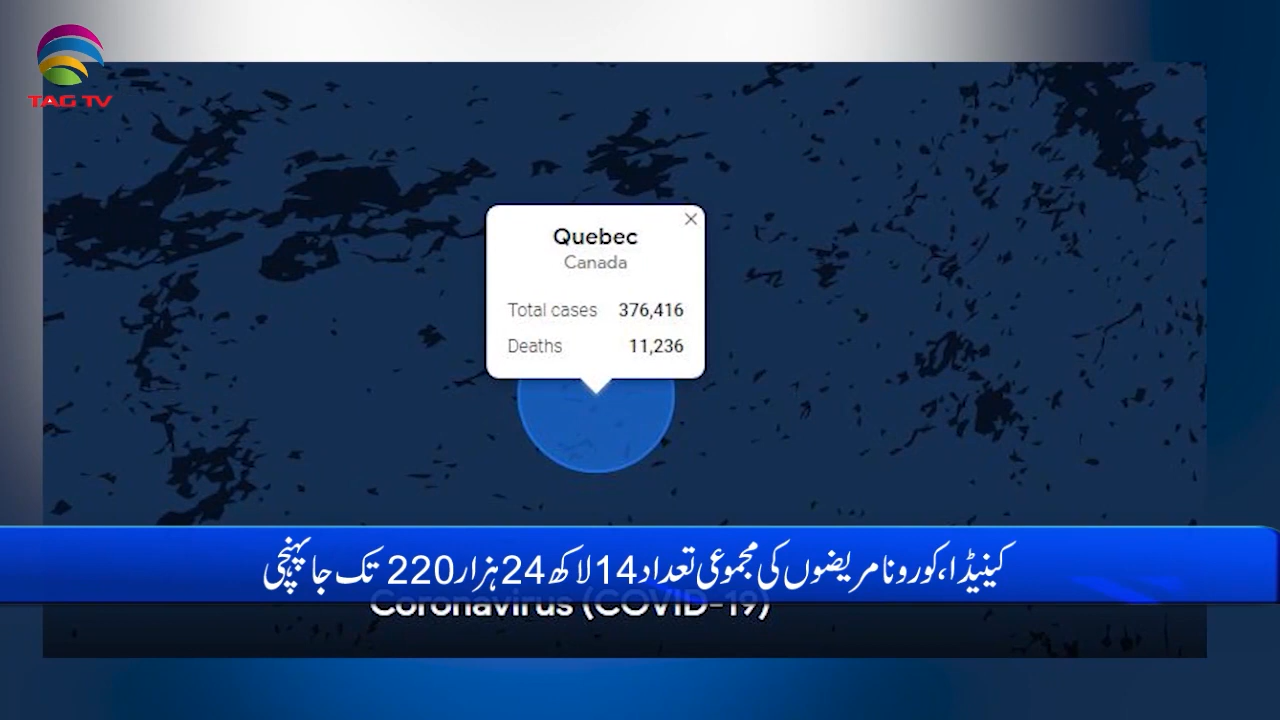 TAG TV
Quebec
Canada
Total cases 376,416
Deaths 11,236
کینیڈا، کورونا مریضوں کی مجموعی تعداد 14 لاکھ 24 ہزار 220 تک جا پہنچی
Coronavirus (COVID-19)